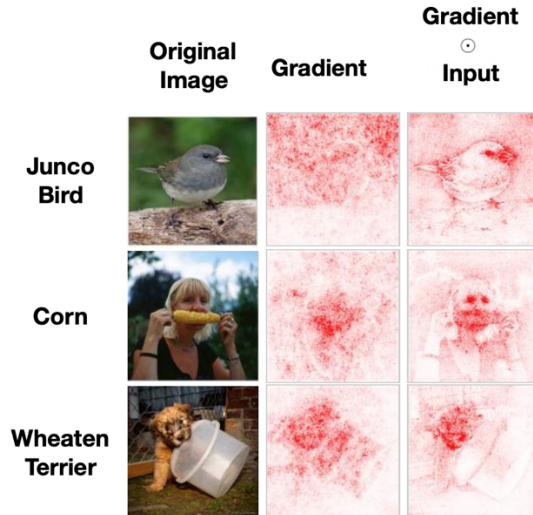 Original
Image
Gradient
Gradient
⊙
Input
Junco
Bird
Corn
Wheaten
Terrier